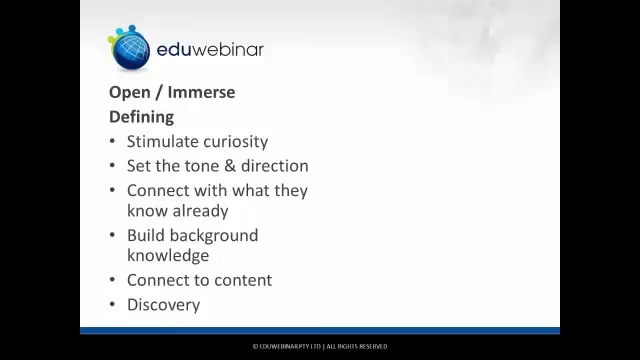 eduwebinar
Open / Immerse
Defining
• Stimulate curiosity
• Set the tone & direction
• Connect with what they
know already
• Build background
knowledge
• Connect to content
• Discovery
© EDUWEBINAR PTY LTD | ALL RIGHTS RESERVED